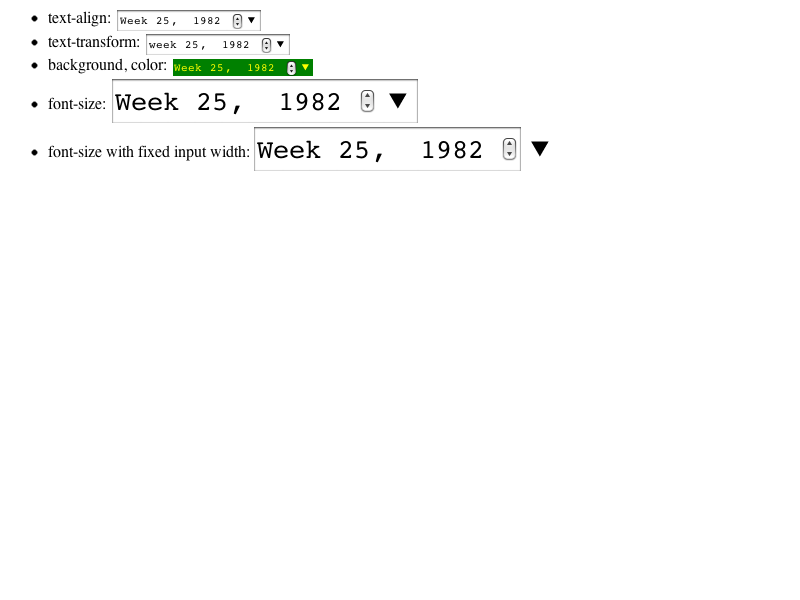 text-align: Week 25, 1982
text-transform: week 25, 1982
background, color: Week 25, 1982
font-size: Week 25, 1982
font-size with fixed input width: Week 25, 1982